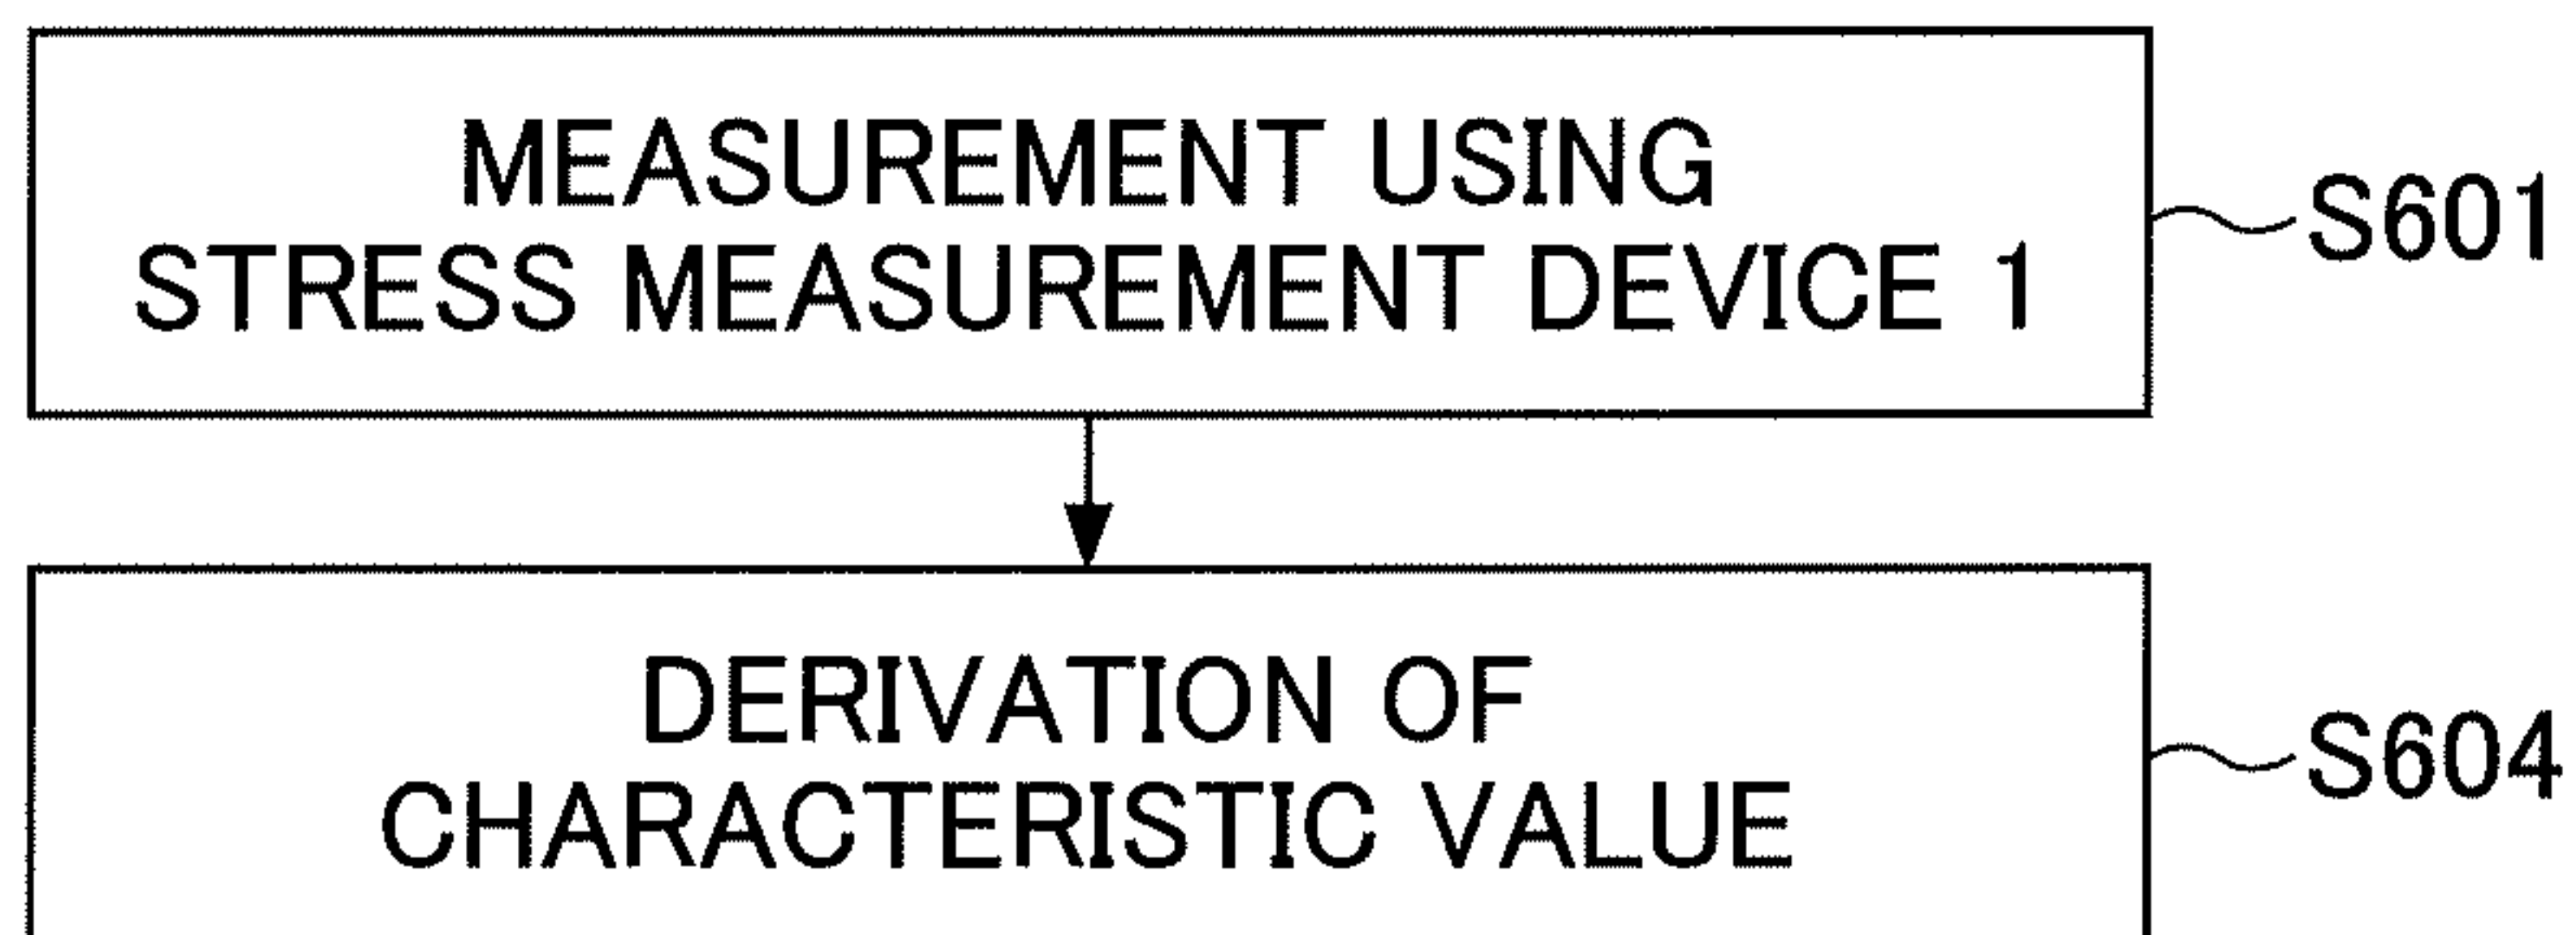 MEASUREMENT USING
STRESS MEASUREMENT DEVICE 1
S601
DERIVATION OF
CHARACTERISTIC VALUE
S604